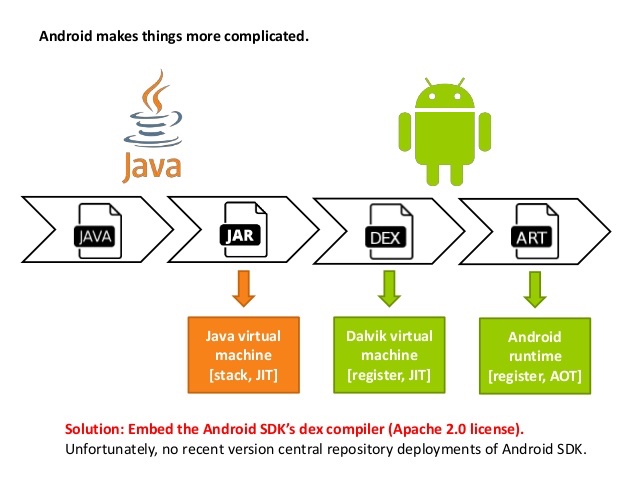 Android makes things more complicated.
Java
JAVA
JAR
DEX
ART
Java virtual
machine
[stack, JIT]
Dalvik virtual
machine
[register, JIT]
Android
runtime
[register, AOT]
Solution: Embed the Android SDK’s dex compiler (Apache 2.0 license).
Unfortunately, no recent version central repository deployments of Android SDK.